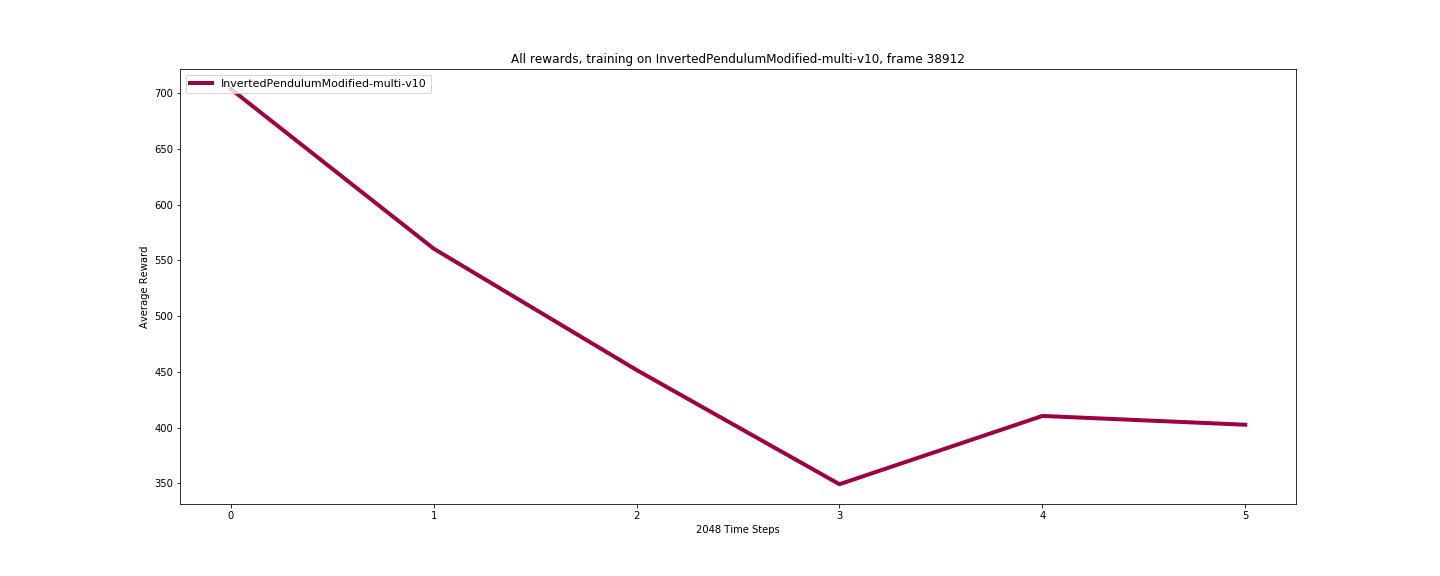 All rewards, training on InvertedPendulumModified-multi-v10, frame 38912
InvertedPendulumModified-multi-v10
700
650
600
550
500
450
400
350
Average Reward
0 1 2 3 4 5
2048 Time Steps